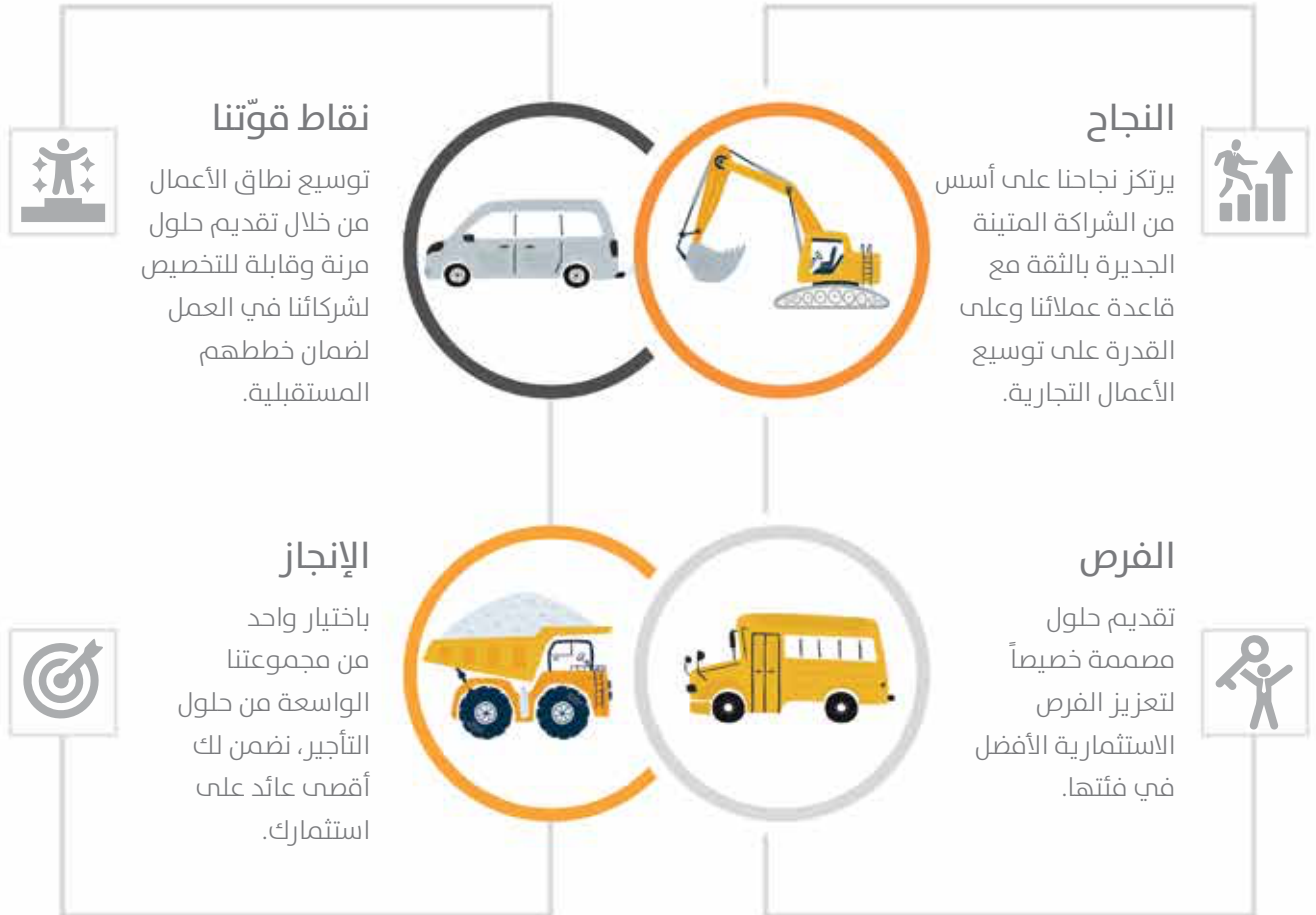 النجاح
يرتكز نجاحنا على أسس
من الشراكة المتينة
الجديرة بالثقة مع
قاعدة عملائنا وعلى
القدرة على توسيع
الأعمال التجارية.
نقاط قوّتنا
توسيع نطاق الأعمال
من خلال تقديم حلول
مرنة وقابلة للتخصيص
لشركائنا في العمل
لضمان خططهم
المستقبلية.
الفرص
تقديم حلول
مصممة خصيصاً
لتعزيز الفرص
الاستثمارية الأفضل
في فئتها.
الإنجاز
باختيار واحد
من مجموعتنا
الواسعة من حلول
التأجير، نضمن لك
أقصى عائد على
استثمارك.